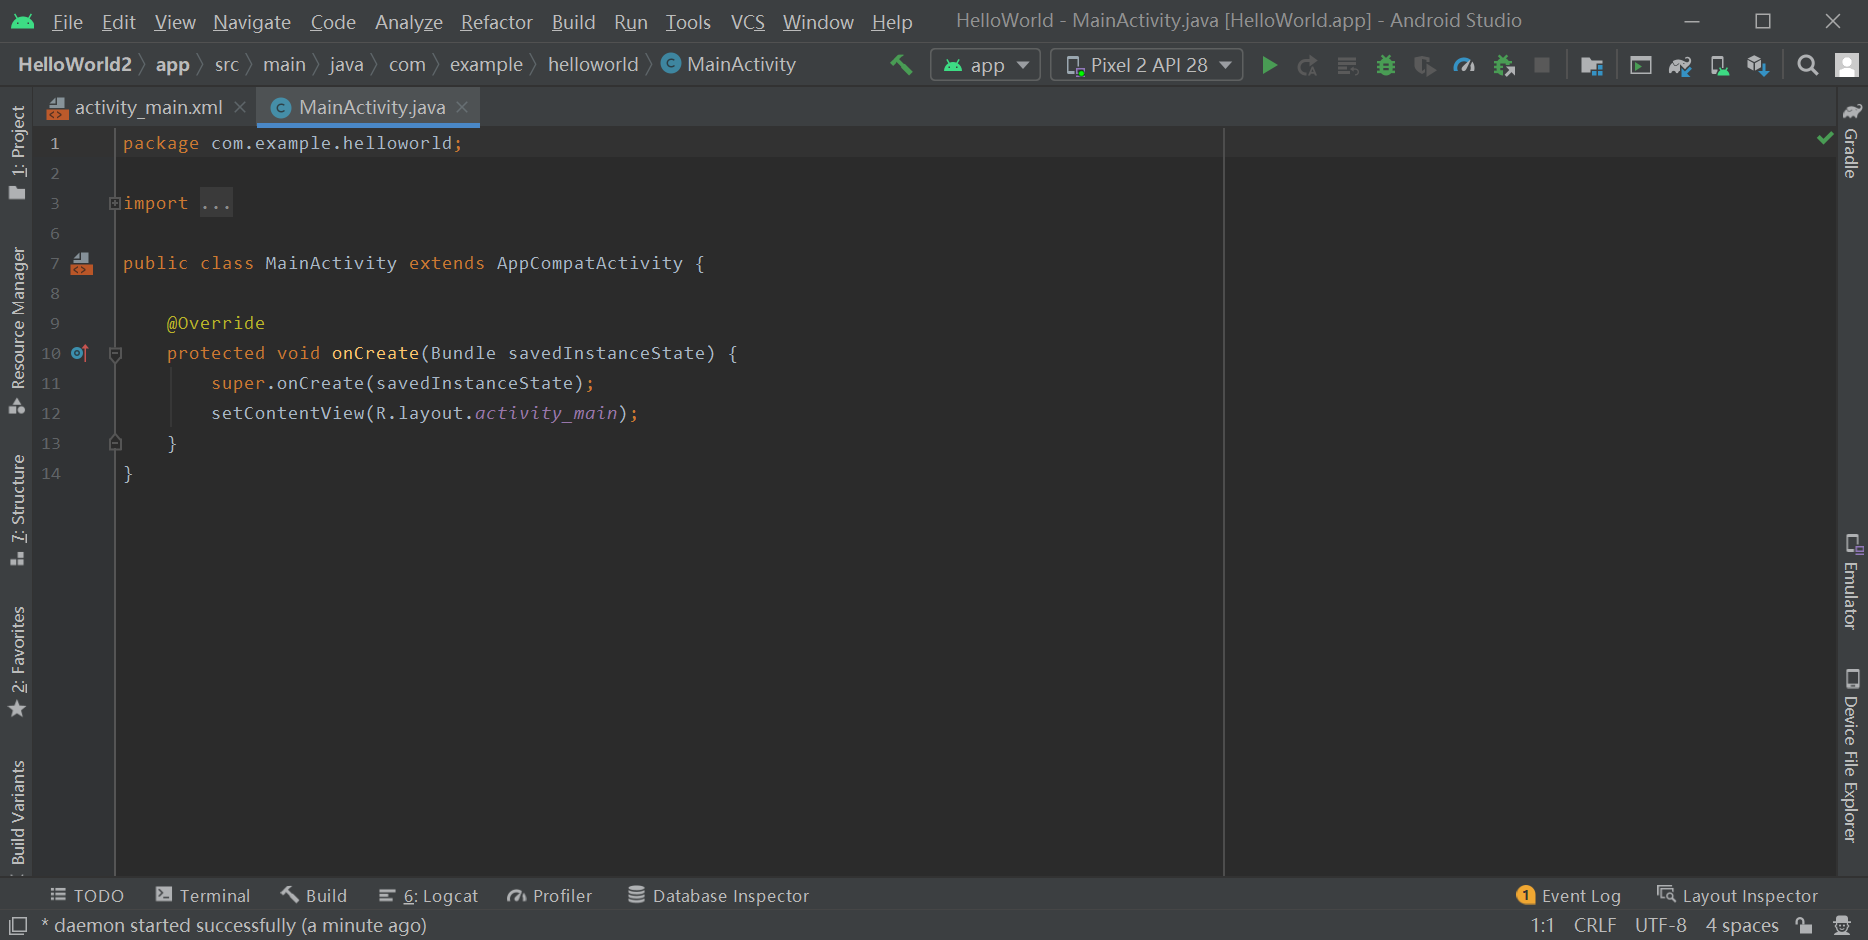 File Edit View Navigate Code Analyze Refactor Build Run Tools VCS Window Help HelloWorld - MainActivity.java [HelloWorld.app] - Android Studio
HelloWorld2 app src main java com example helloworld C MainActivity app Pixel 2 API 28
activity_main.xml C MainActivity.java
1 package com.example.helloworld;
2
3 import ...
6
7 public class MainActivity extends AppCompatActivity {
8
9 @Override
10 protected void onCreate(Bundle savedInstanceState) {
11 super.onCreate(savedInstanceState);
12 setContentView(R.layout.activity_main);
13 }
14 }
1: Project
Resource Manager
7: Structure
2: Favorites
Build Variants
Gradle
Emulator
Device File Explorer
TODO Terminal Build 6: Logcat Profiler Database Inspector 1 Event Log Layout Inspector
* daemon started successfully (a minute ago) 1:1 CRLF UTF-8 4 spaces